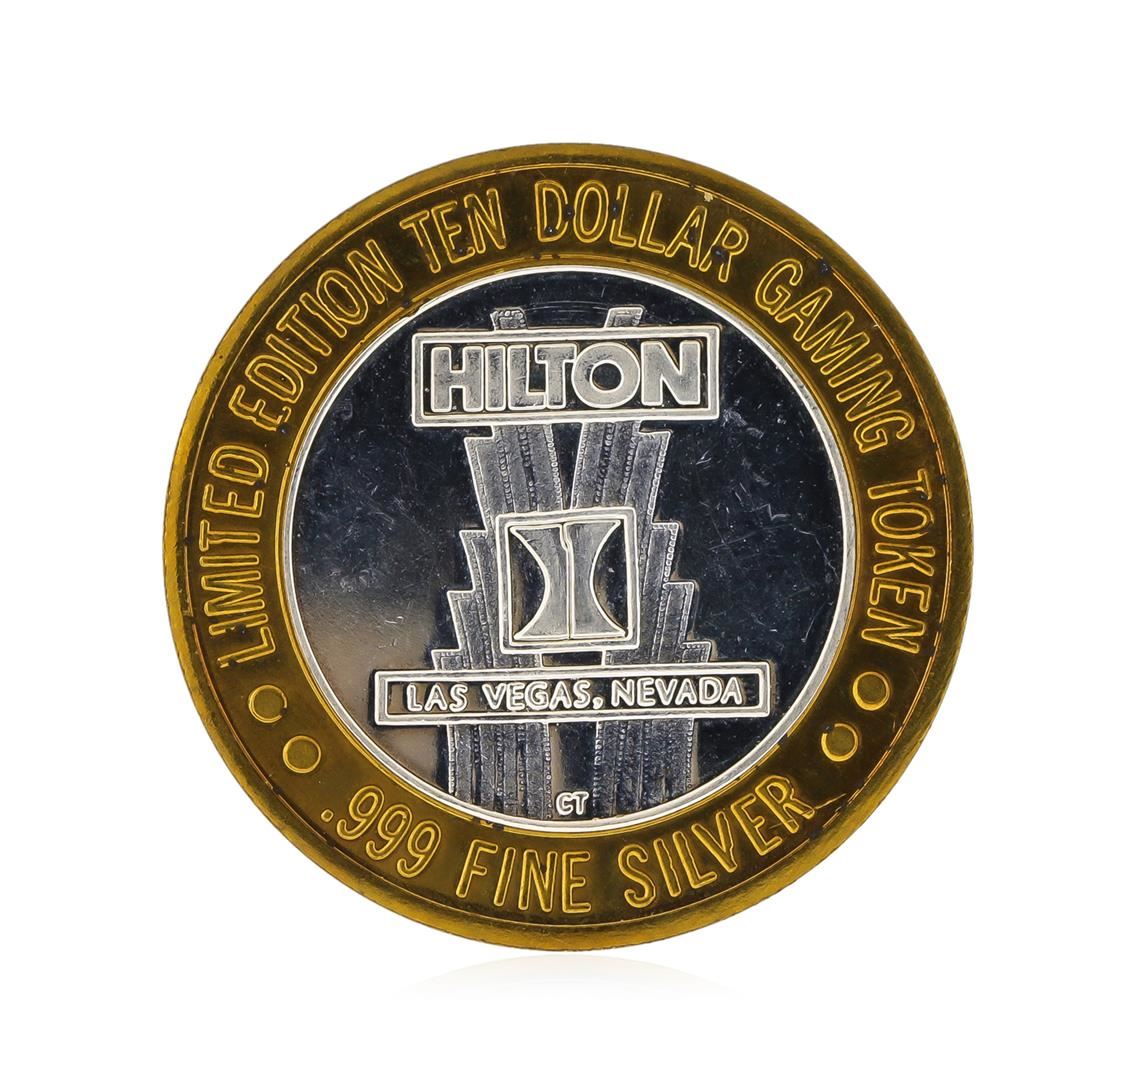 LIMITED EDITION TEN DOLLAR GAMING TOKEN
HILTON
LAS VEGAS, NEVADA
CT
.999 FINE SILVER